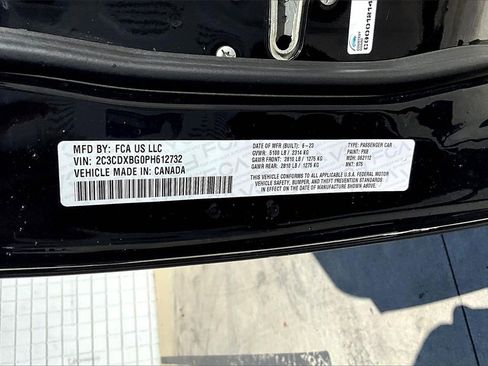 MFD BY: FCA US LLC
VIN: 2C3CDXBG0PH612732
VEHICLE MADE IN: CANADA
DATE OF MFR (BUILT): 6-23
GVWR: 5100 LB / 2314 KG
GAWR FRONT: 2810 LB / 1275 KG
GAWR REAR: 2810 LB / 1275 KG
TYPE: PASSENGER CAR
PAINT: PX8
MDH: 062112
THIS VEHICLE CONFORMS TO ALL APPLICABLE U.S.A. FEDERAL MOTOR
VEHICLE SAFETY, BUMPER, AND THEFT PREVENTION STANDARDS
IN EFFECT ON THE DATE OF MANUFACTURE SHOWN ABOVE.